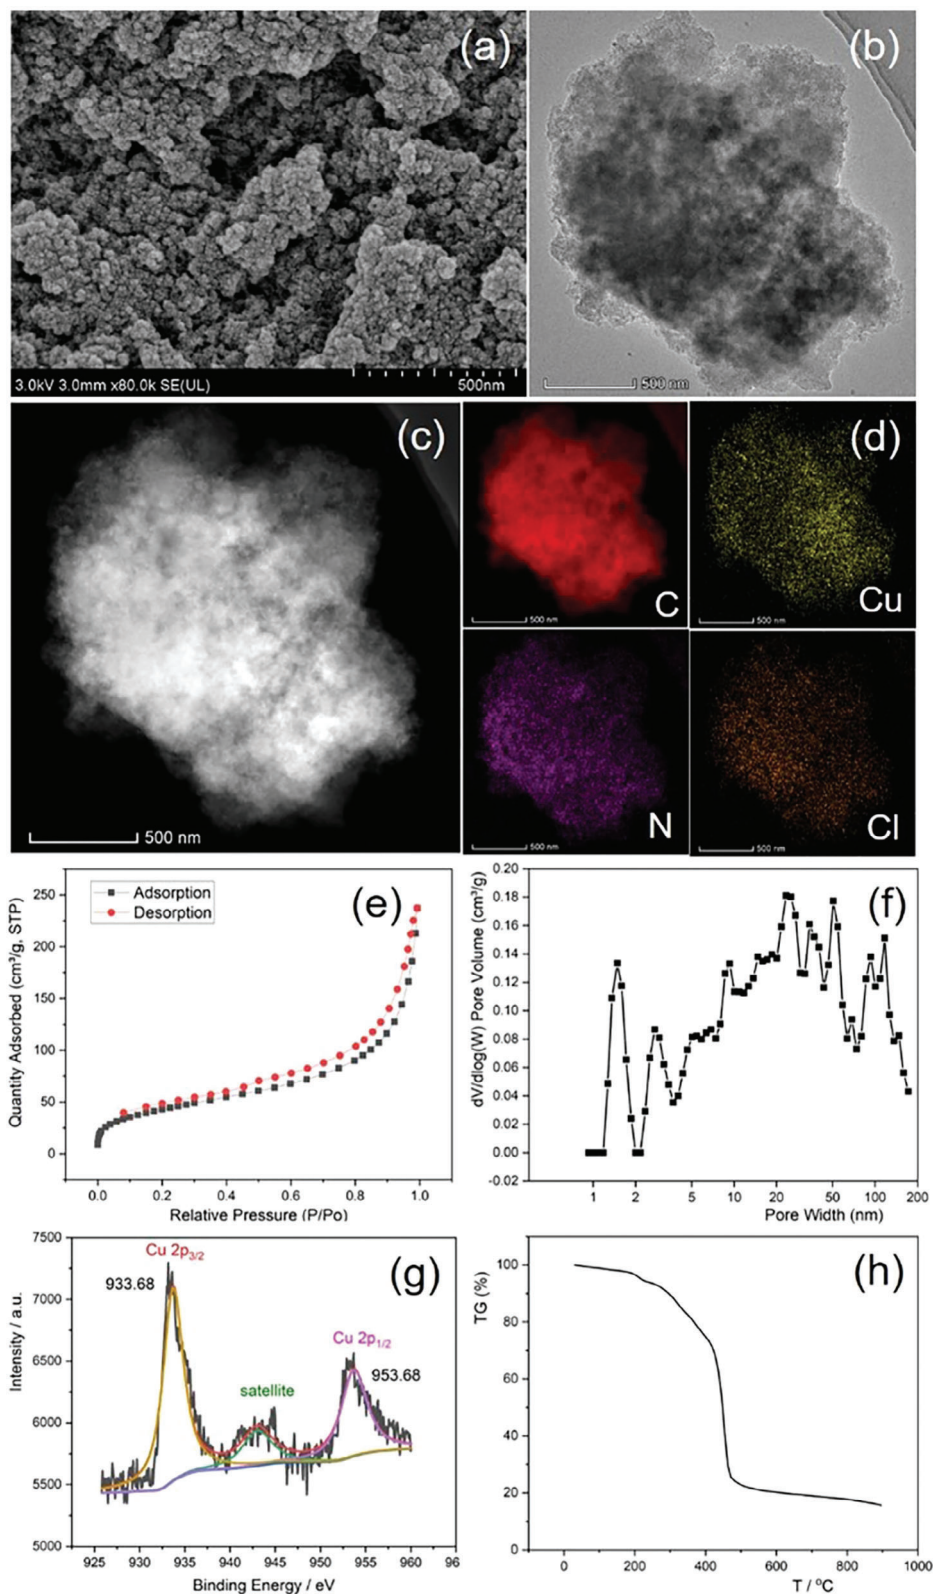 (a)
3.0kV 3.0mm x80.0k SE(UL)
500nm
(b)
500 nm
(c)
500 nm
C
500 nm
(d)
Cu
500 nm
N
500 nm
Cl
500 nm
(e)
Adsorption
Desorption
Quantity Adsorbed (cm³/g, STP)
250
200
150
100
50
0
0.0 0.2 0.4 0.6 0.8 1.0
Relative Pressure (P/Po)
(f)
dV/dlog(W) Pore Volume (cm³/g)
0.20
0.18
0.16
0.14
0.12
0.10
0.08
0.06
0.04
0.02
0.00
-0.02
1 2 5 10 20 50 100 200
Pore Width (nm)
(g)
Cu 2p3/2
933.68
Cu 2p1/2
953.68
satellite
Intensity / a.u.
7500
7000
6500
6000
5500
5000
925 930 935 940 945 950 955 960 96
Binding Energy / eV
(h)
TG (%)
100
80
60
40
20
0
0 200 400 600 800 1000
T / °C